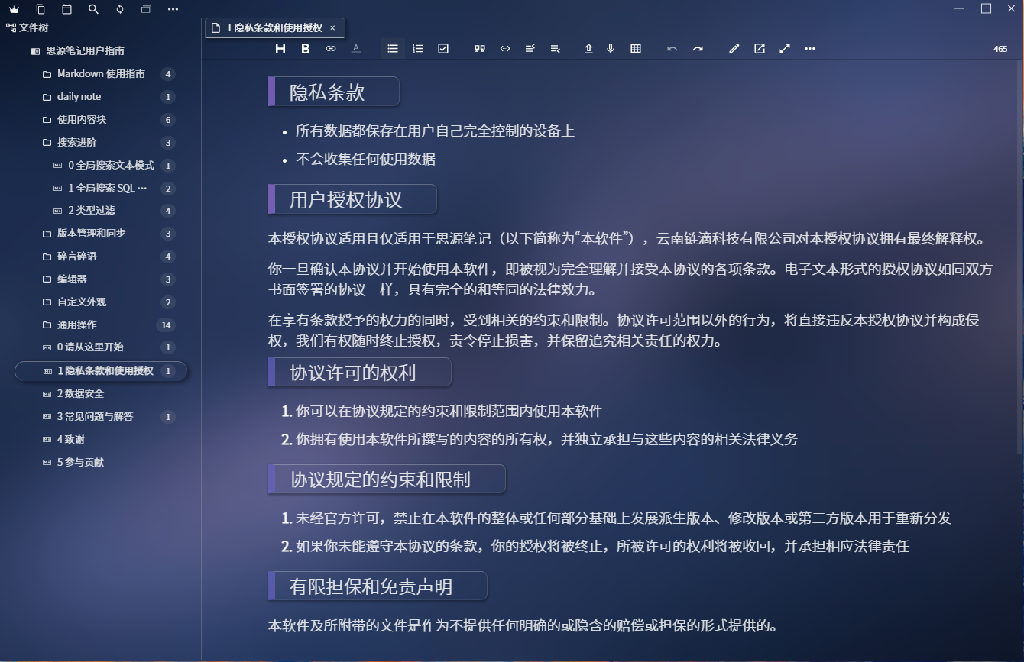 文件树
思源笔记用户指南
Markdown 使用指南 4
daily note 1
使用内容块 6
搜索进阶 3
0 全局搜索文本模式 1
1 全局搜索 SQL ··· 2
2 类型过滤 4
版本管理和同步 3
碎言碎语 4
编辑器 3
自定义外观 2
通用操作 14
0 请从这里开始 1
1 隐私条款和使用授权 1
2 数据安全
3 常见问题与解答 1
4 致谢
5 参与贡献
1 隐私条款和使用授权 ×
465
隐私条款
• 所有数据都保存在用户自己完全控制的设备上
• 不会收集任何使用数据
用户授权协议
本授权协议适用且仅适用于思源笔记（以下简称为“本软件”），云南链滴科技有限公司对本授权协议拥有最终解释权。
你一旦确认本协议并开始使用本软件，即被视为完全理解并接受本协议的各项条款。电子文本形式的授权协议如同双方
书面签署的协议一样，具有完全的和等同的法律效力。
在享有条款授予的权力的同时，受到相关的约束和限制。协议许可范围以外的行为，将直接违反本授权协议并构成侵
权，我们有权随时终止授权，责令停止损害，并保留追究相关责任的权力。
协议许可的权利
1. 你可以在协议规定的约束和限制范围内使用本软件
2. 你拥有使用本软件所撰写的内容的所有权，并独立承担与这些内容的相关法律义务
协议规定的约束和限制
1. 未经官方许可，禁止在本软件的整体或任何部分基础上发展派生版本、修改版本或第三方版本用于重新分发
2. 如果你未能遵守本协议的条款，你的授权将被终止，所被许可的权利将被收回，并承担相应法律责任
有限担保和免责声明
本软件及所附带的文件是作为不提供任何明确的或隐含的赔偿或担保的形式提供的。